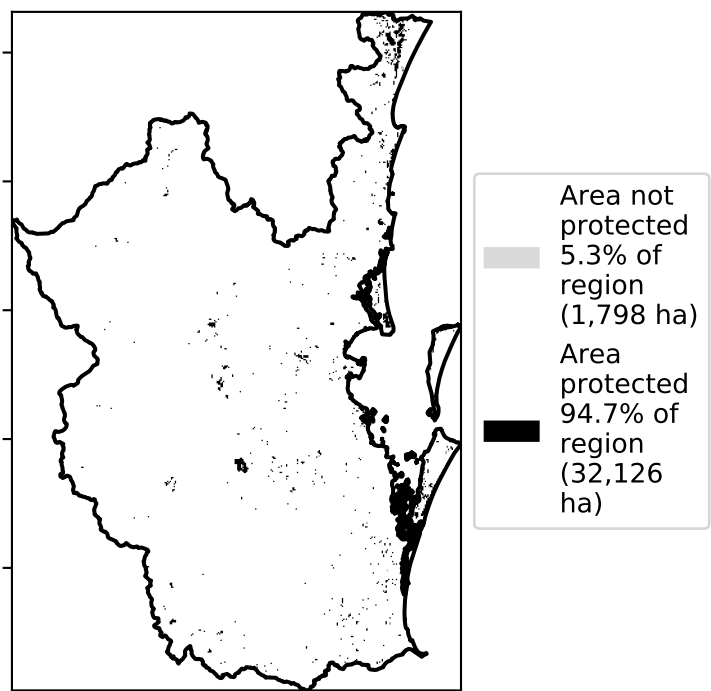 Area not
protected
5.3% of
region
(1,798 ha)
Area
protected
94.7% of
region
(32,126
ha)